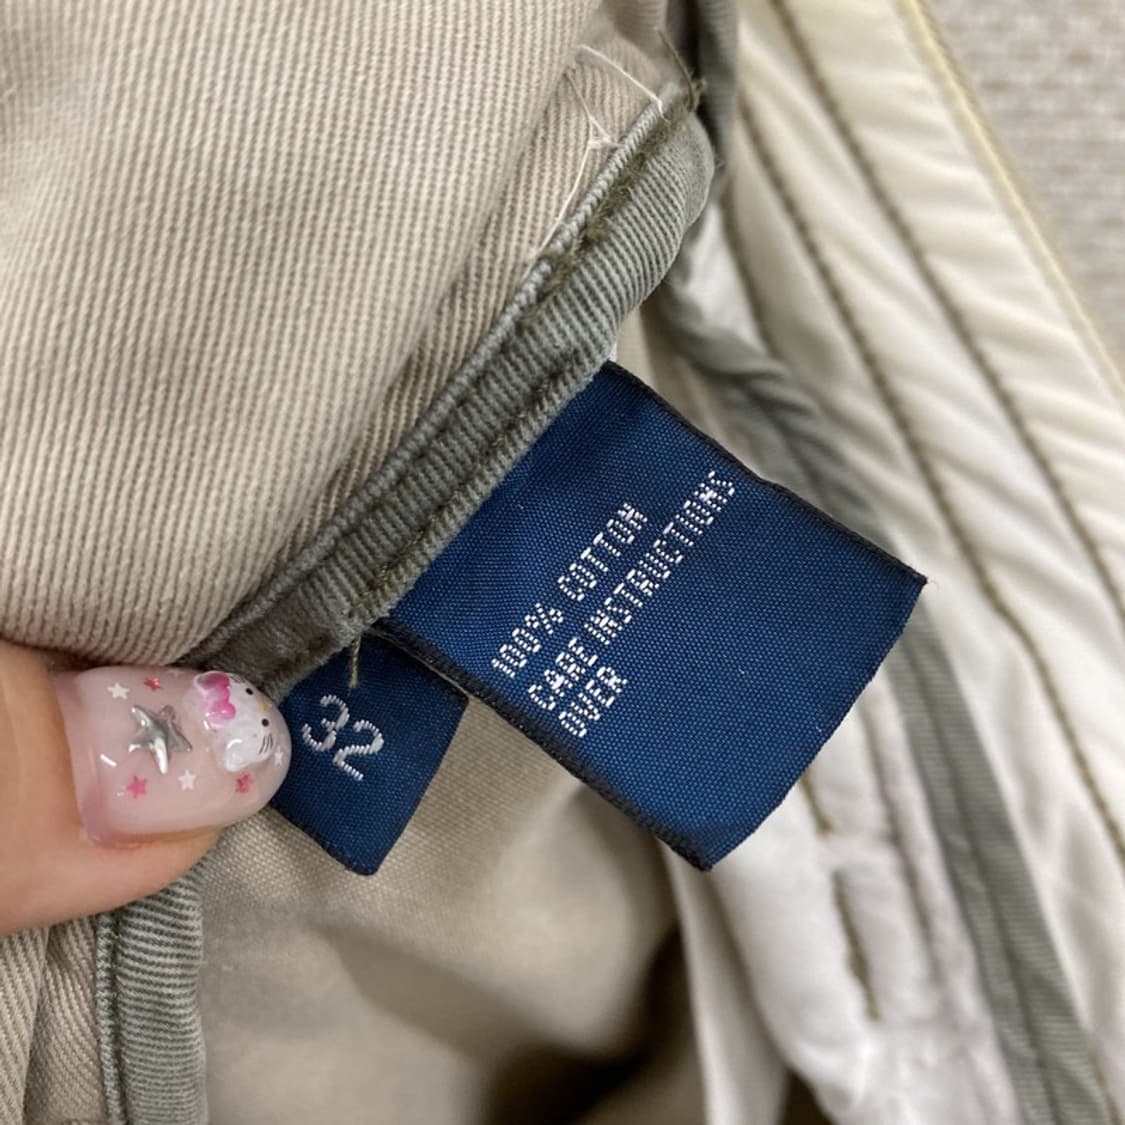 100% COTTON
CARE INSTRUCTIONS
OVER
32